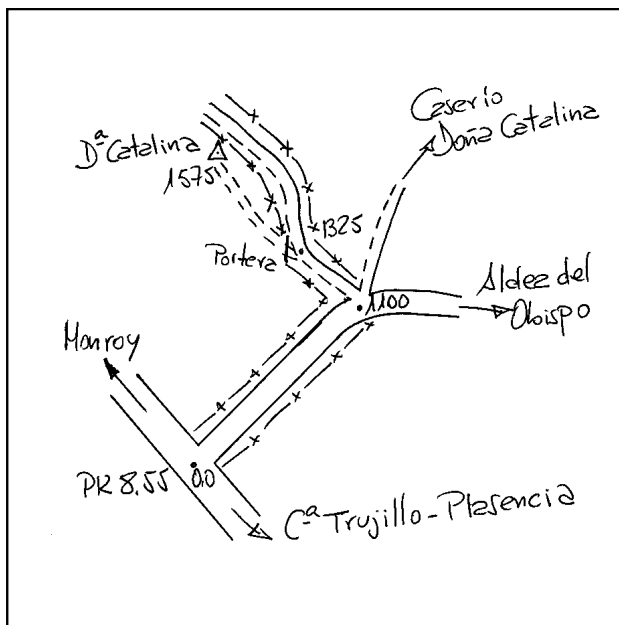 Caserío
Doña Catalina
Dª Catalina
1575
1325
Portera
1100
Aldea del
Obispo
Monroy
PK 8,55
0,0
Cª Trujillo-Plasencia